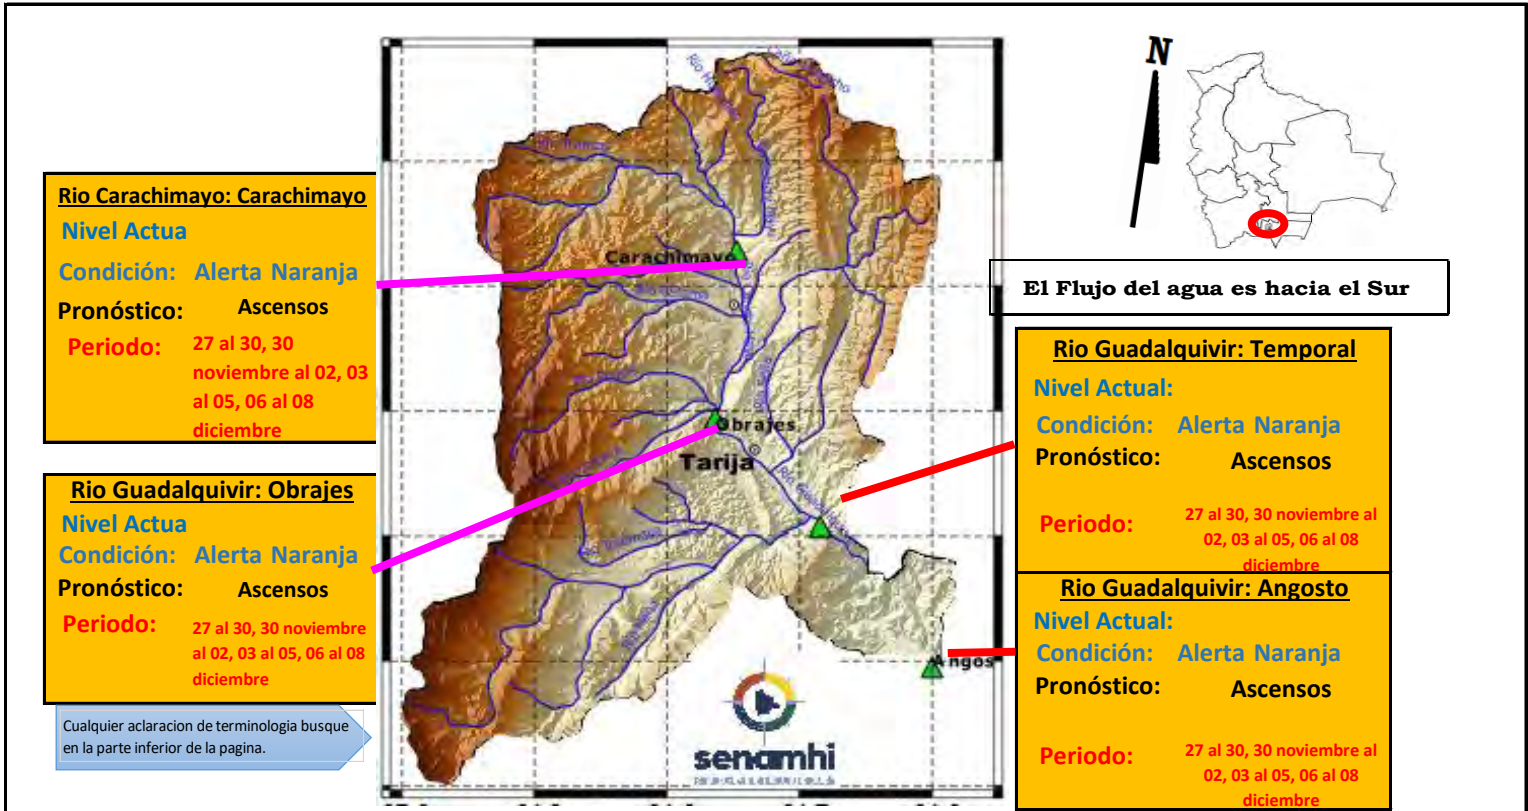 Rio Carachimayo: Carachimayo
Nivel Actua
Condición: Alerta Naranja
Pronóstico: Ascensos
Periodo: 27 al 30, 30
noviembre al 02, 03
al 05, 06 al 08
diciembre
Rio Guadalquivir: Obrajes
Nivel Actua
Condición: Alerta Naranja
Pronóstico: Ascensos
Periodo: 27 al 30, 30 noviembre
al 02, 03 al 05, 06 al 08
diciembre
Cualquier aclaracion de terminologia busque
en la parte inferior de la pagina.
Carachimayo
Obrajes
Tarija
Angos
senamhi
N
El Flujo del agua es hacia el Sur
Rio Guadalquivir: Temporal
Nivel Actual:
Condición: Alerta Naranja
Pronóstico: Ascensos
Periodo: 27 al 30, 30 noviembre al
02, 03 al 05, 06 al 08
diciembre
Rio Guadalquivir: Angosto
Nivel Actual:
Condición: Alerta Naranja
Pronóstico: Ascensos
Periodo: 27 al 30, 30 noviembre al
02, 03 al 05, 06 al 08
diciembre